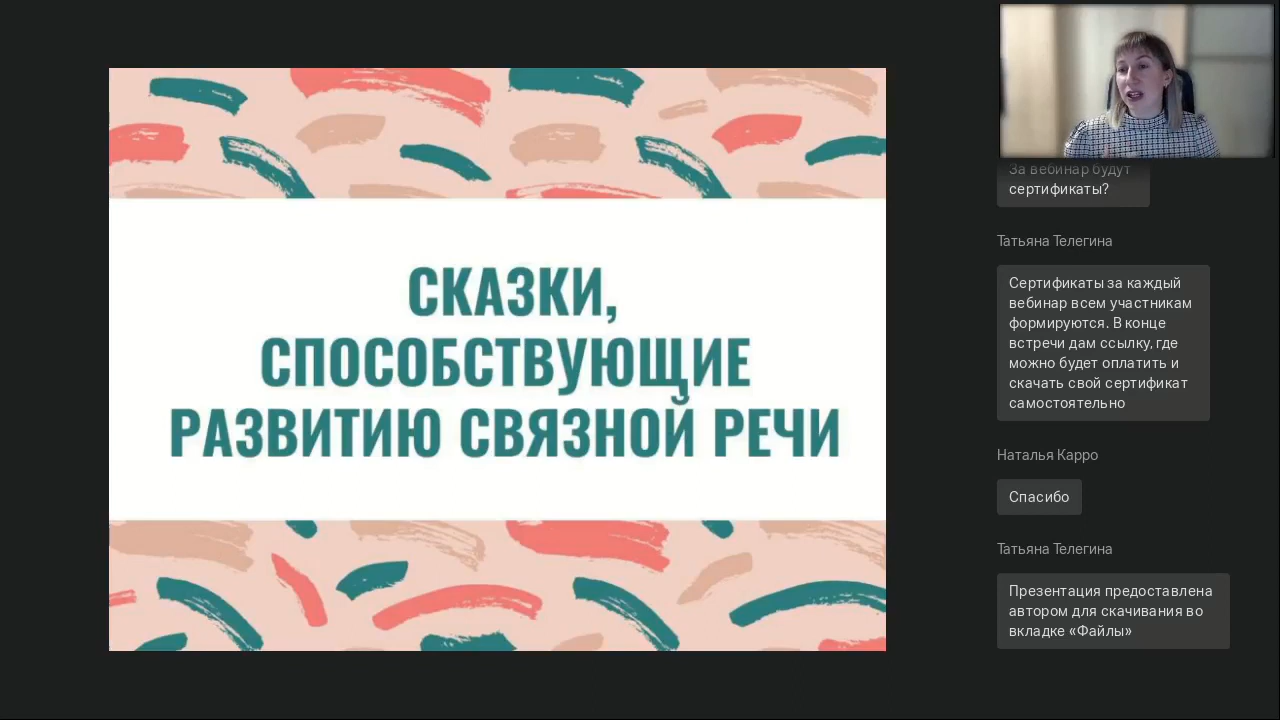 СКАЗКИ,
СПОСОБСТВУЮЩИЕ
РАЗВИТИЮ СВЯЗНОЙ РЕЧИ
За вебинар будут
сертификаты?
Татьяна Телегина
Сертификаты за каждый
вебинар всем участникам
формируются. В конце
встречи дам ссылку, где
можно будет оплатить и
скачать свой сертификат
самостоятельно
Наталья Карро
Спасибо
Татьяна Телегина
Презентация предоставлена
автором для скачивания во
вкладке «Файлы»